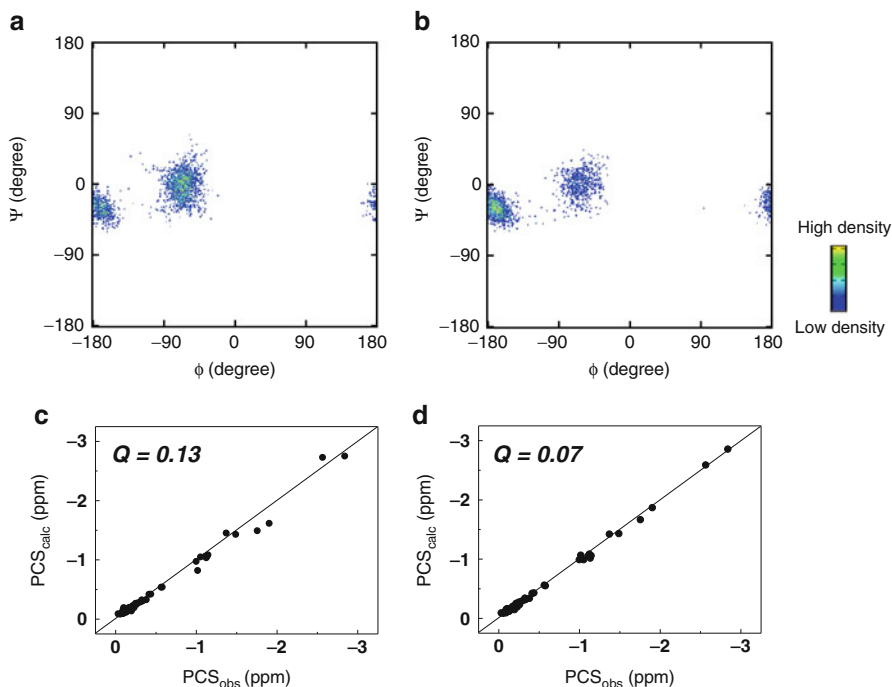 a
180
90
0
−90
−180
Ψ (degree)
−180
−90
0
90
180
ϕ (degree)
b
180
90
0
−90
−180
Ψ (degree)
−180
−90
0
90
180
ϕ (degree)
High density
Low density
c
Q = 0.13
−3
−2
−1
0
PCScalc (ppm)
0
−1
−2
−3
PCSobs (ppm)
d
Q = 0.07
−3
−2
−1
0
PCScalc (ppm)
0
−1
−2
−3
PCSobs (ppm)